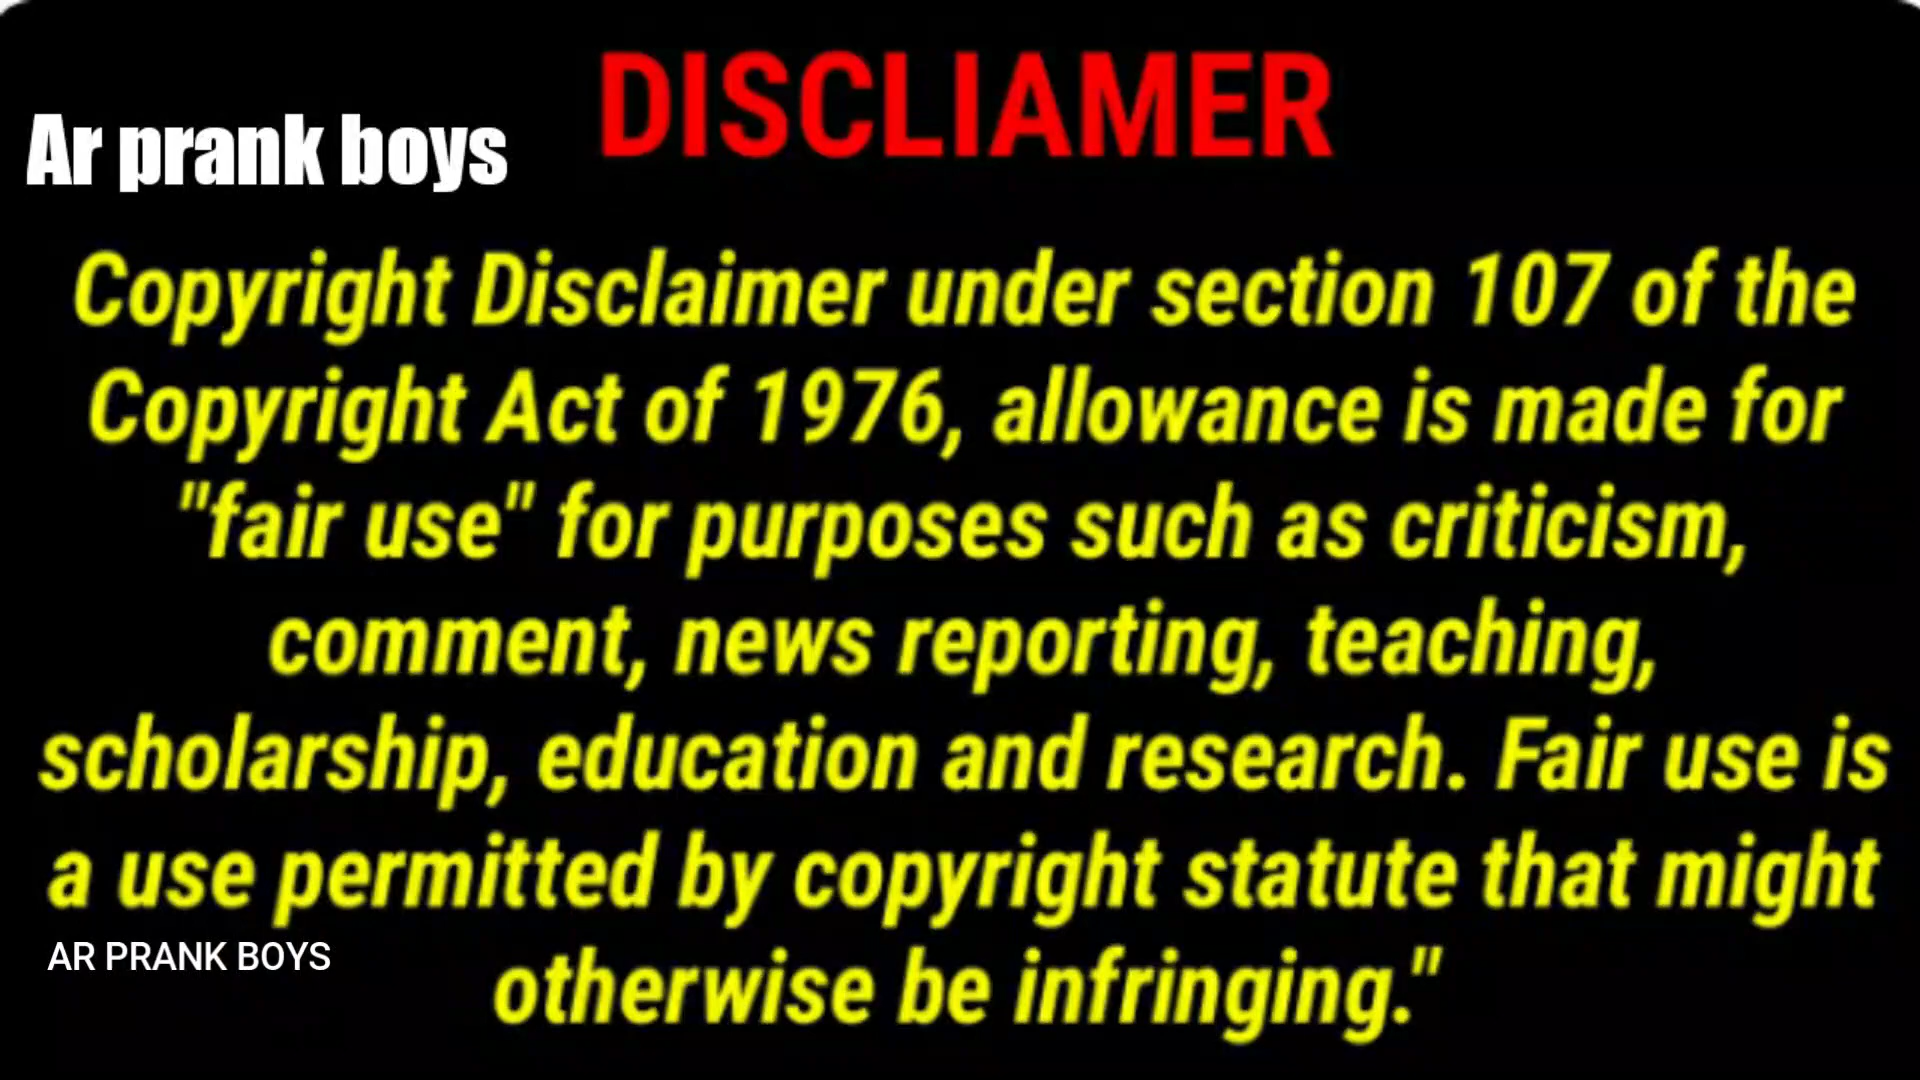 DISCLIAMER
Ar prank boys
Copyright Disclaimer under section 107 of the
Copyright Act of 1976, allowance is made for
"fair use" for purposes such as criticism,
comment, news reporting, teaching,
scholarship, education and research. Fair use is
a use permitted by copyright statute that might
AR PRANK BOYS
otherwise be infringing."